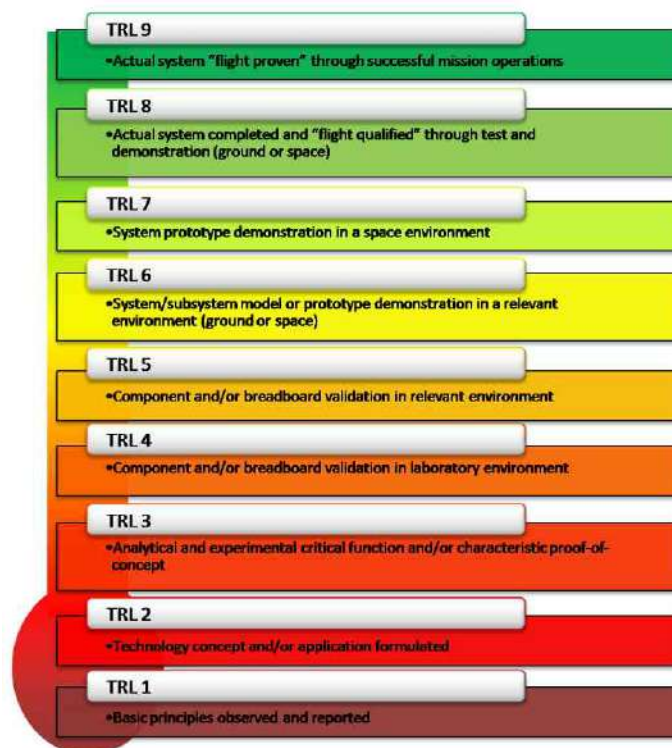 TRL 9
•Actual system "flight proven" through successful mission operations
TRL 8
•Actual system completed and "flight qualified" through test and
demonstration (ground or space)
TRL 7
•System prototype demonstration in a space environment
TRL 6
•System/subsystem model or prototype demonstration in a relevant
environment (ground or space)
TRL 5
•Component and/or breadboard validation in relevant environment
TRL 4
•Component and/or breadboard validation in laboratory environment
TRL 3
•Analytical and experimental critical function and/or characteristic proof-of-
concept
TRL 2
•Technology concept and/or application formulated
TRL 1
•Basic principles observed and reported